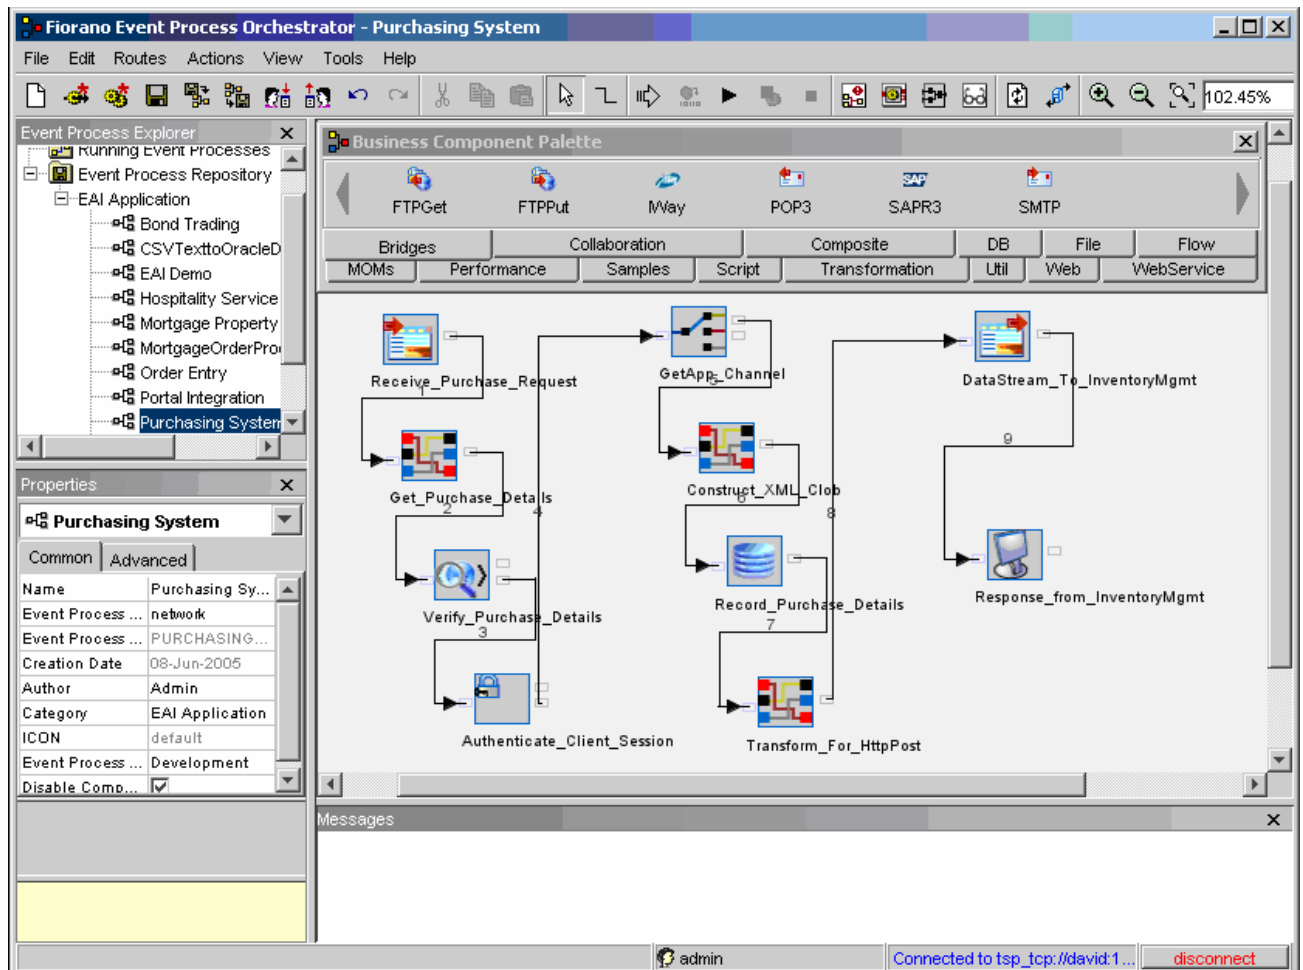 Fiorano Event Process Orchestrator - Purchasing System
File Edit Routes Actions View Tools Help
102.45%
Event Process Explorer
Running Event Processes
Event Process Repository
EAI Application
Bond Trading
CSVTexttoOracleD
EAI Demo
Hospitality Service
Mortgage Property
MortgageOrderPro
Order Entry
Portal Integration
Purchasing System
Business Component Palette
FTPGet FTPPut iWay POP3 SAPR3 SMTP
SAP
Bridges Collaboration Composite DB File Flow
MOMs Performance Samples Script Transformation Util Web WebService
Receive_Purchase_Request
1
Get_Purchase_Details
2
Verify_Purchase_Details
3
Authenticate_Client_Session
4
GetApp_Channel
5
Construct_XML_Clob
6
Record_Purchase_Details
7
Transform_For_HttpPost
8
DataStream_To_InventoryMgmt
9
Response_from_InventoryMgmt
Properties
Purchasing System
Common Advanced
Name Purchasing Sy...
Event Process ... network
Event Process ... PURCHASING...
Creation Date 08-Jun-2005
Author Admin
Category EAI Application
ICON default
Event Process ... Development
Disable Comp...
Messages
admin
Connected to tsp_tcp://david:1...
disconnect